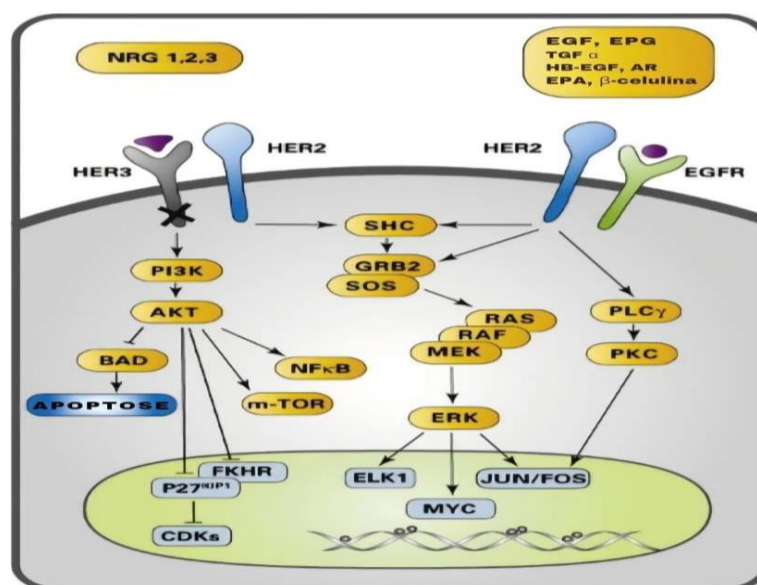 NRG 1,2,3
EGF, EPG
TGF α
HB-EGF, AR
EPA, β-celulina
HER3
HER2
HER2
EGFR
SHC
PI3K
GRB2
SOS
AKT
RAS
RAF
MEK
PLCγ
BAD
NFκB
PKC
APOPTOSE
m-TOR
ERK
FKHR
P27ᴷᴵᴾ¹
ELK1
JUN/FOS
MYC
CDKs